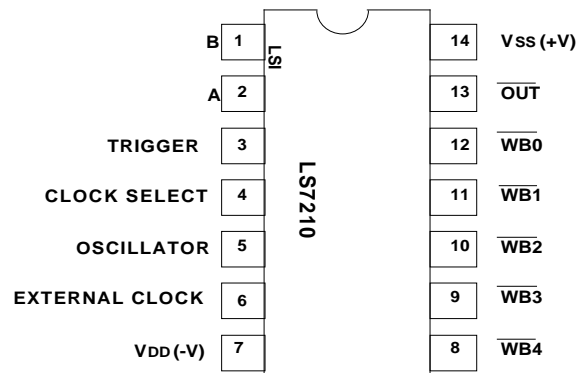 B 1 14 VSS (+V)
LSI
A 2 13 OUT
TRIGGER 3 12 WB0
CLOCK SELECT 4 11 WB1
LS7210
OSCILLATOR 5 10 WB2
EXTERNAL CLOCK 6 9 WB3
VDD (-V) 7 8 WB4